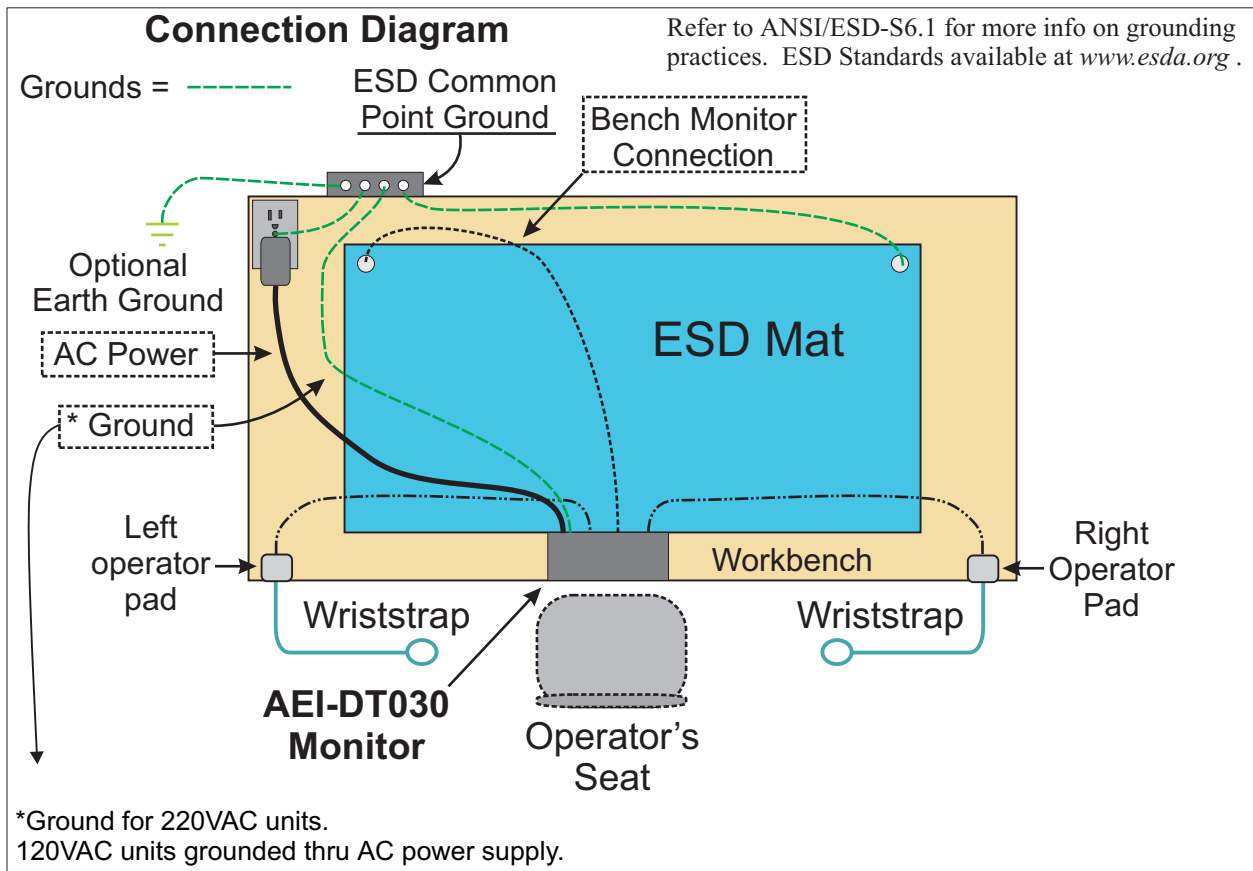 Connection Diagram
Refer to ANSI/ESD-S6.1 for more info on grounding
practices. ESD Standards available at www.esda.org .
Grounds =
ESD Common
Point Ground
Bench Monitor
Connection
Optional
Earth Ground
ESD Mat
AC Power
* Ground
Left
operator
pad
Workbench
Right
Operator
Pad
Wriststrap
Wriststrap
AEI-DT030
Monitor
Operator's
Seat
*Ground for 220VAC units.
120VAC units grounded thru AC power supply.